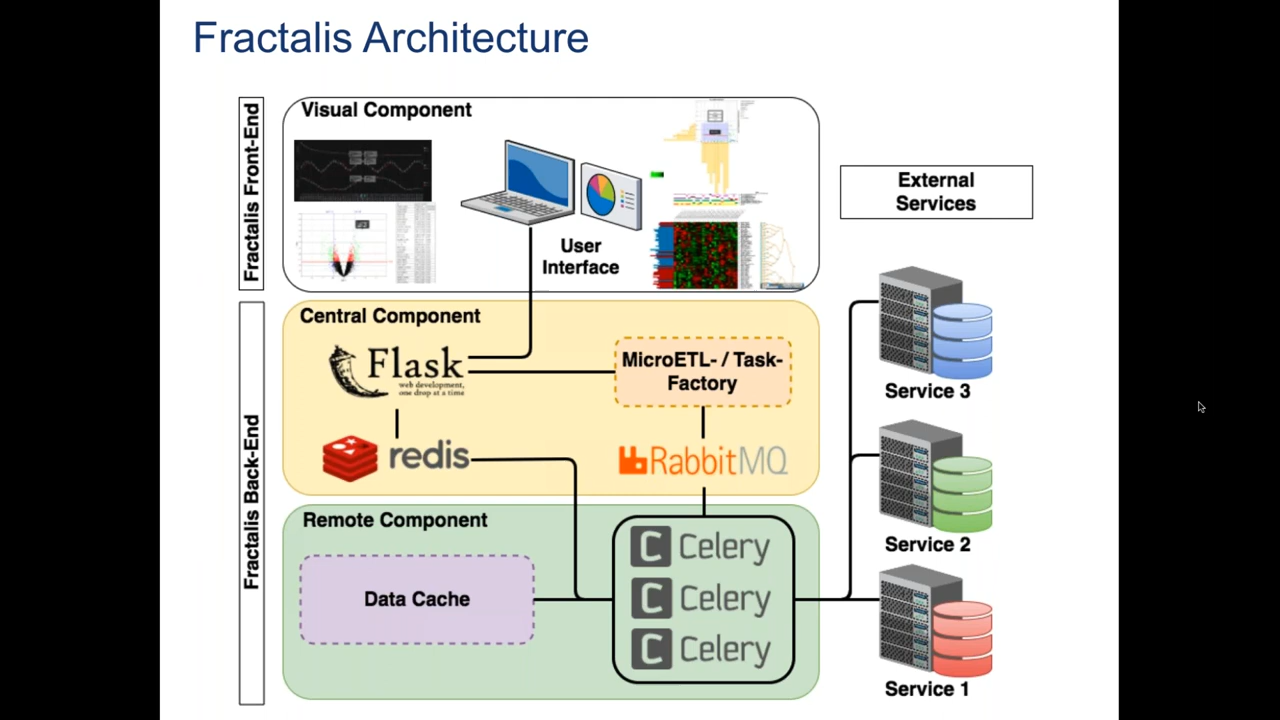 Fractalis Architecture
Fractalis Front-End
Visual Component
User
Interface
External
Services
Fractalis Back-End
Central Component
Flask
web development,
one drop at a time
MicroETL- / Task-
Factory
redis
RabbitMQ
Remote Component
Data Cache
C Celery
C Celery
C Celery
Service 3
Service 2
Service 1